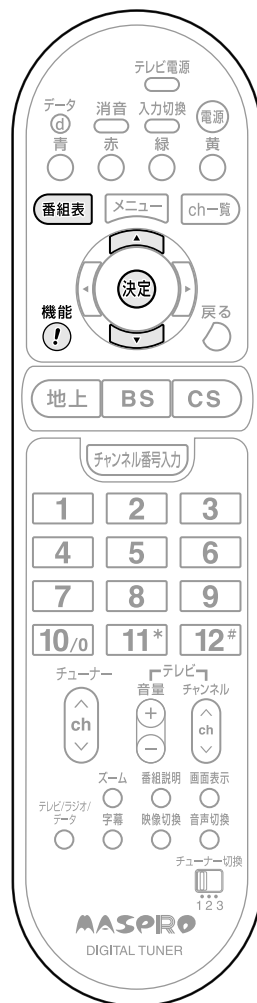 テレビ電源
データ 消音 入力切換 電源
d
青 赤 緑 黄
番組表 メニュー ch一覧
決定
機能 戻る
!
地上 BS CS
チャンネル番号入力
1 2 3
4 5 6
7 8 9
10/0 11* 12#
チューナー テレビ
音量 チャンネル
ch + ch
−
ズーム 番組説明 画面表示
テレビ/ラジオ/
データ 字幕 映像切換 音声切換
チューナー切換
1 2 3
MASPRO
DIGITAL TUNER